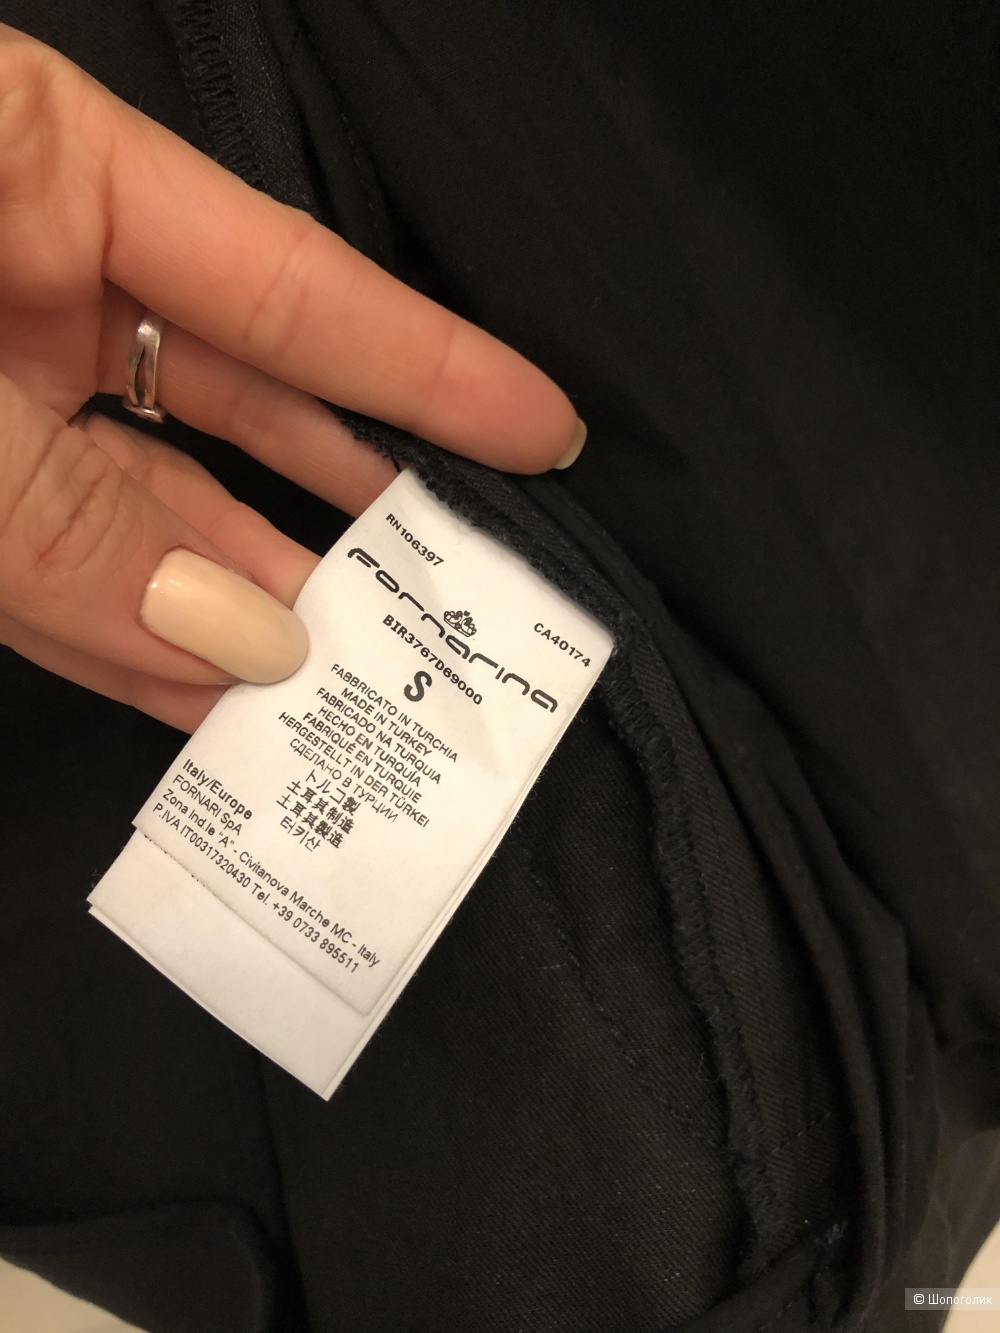 RN106397
CA40174
Fornarina
BIR3767D69000
S
FABBRICATO IN TURCHIA
MADE IN TURKEY
FABRICADO NA TURQUIA
HECHO EN TURQUÍA
FABRIQUÉ EN TURQUIE
HERGESTELLT IN DER TÜRKEI
СДЕЛАНО В ТУРЦИИ
トルコ製
土耳其制造
土耳其製造
터키산
Italy/Europe
FORNARI SpA
Zona Ind.le "A" - Civitanova Marche MC - Italy
P.IVA IT00317320430 Tel. +39 0733 895511
© Шопоголик